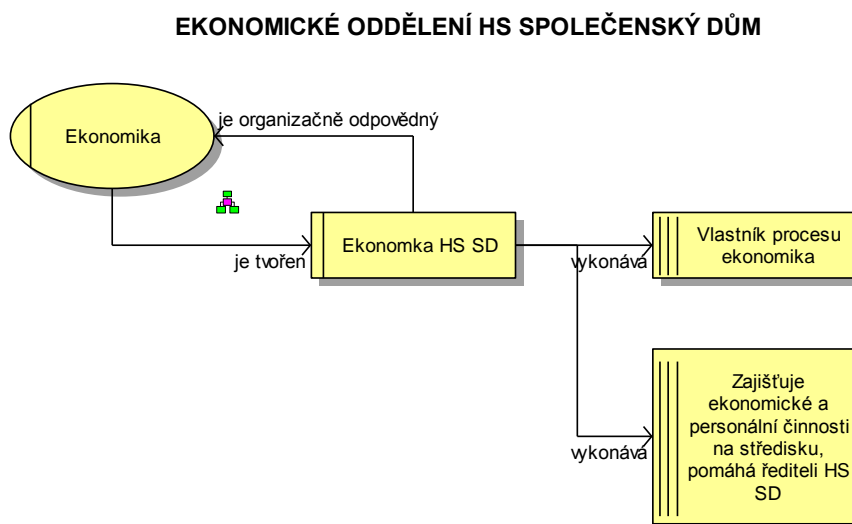 EKONOMICKÉ ODDĚLENÍ HS SPOLEČENSKÝ DŮM
je organizačně odpovědný
Ekonomika
Ekonomka HS SD
je tvořen
Vlastník procesu
ekonomika
vykonává
Zajišťuje
ekonomické a
personální činnosti
na středisku,
pomáhá řediteli HS
SD
vykonává